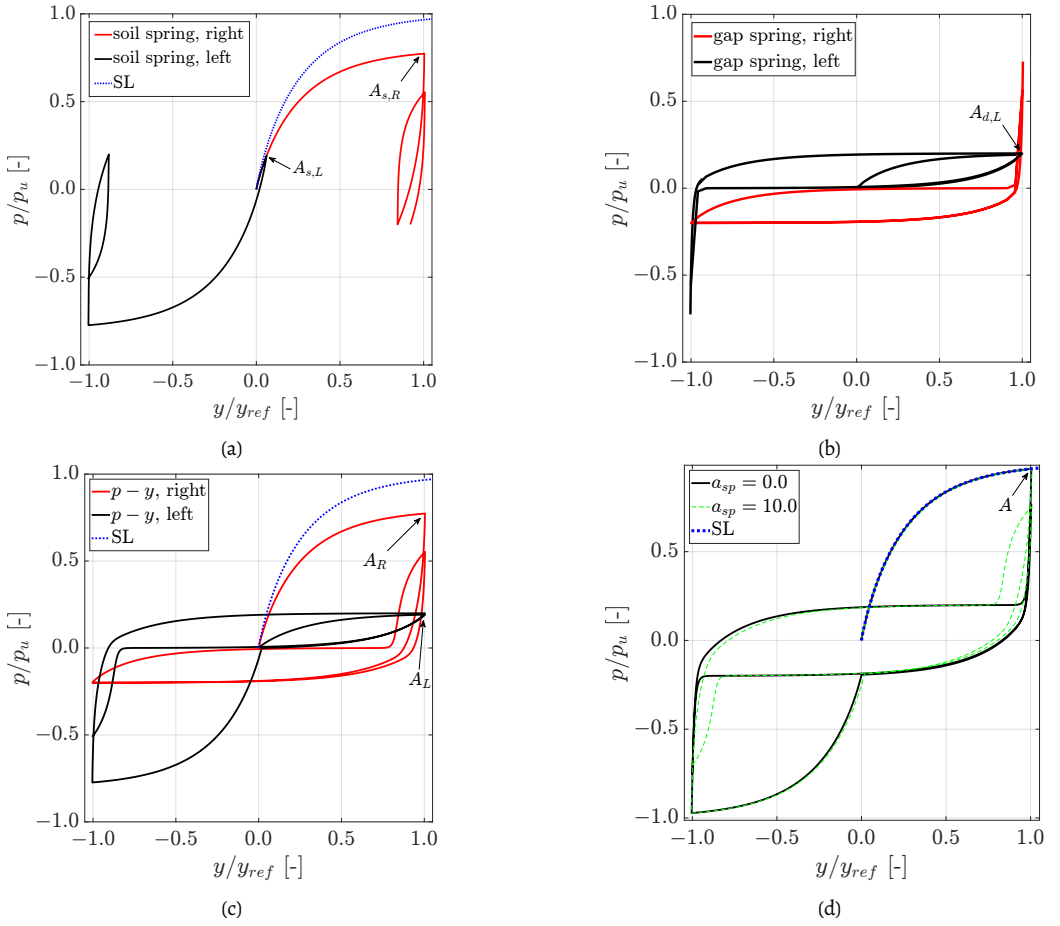 1.0
0.5
0.0
−0.5
−1.0
−1.0 −0.5 0.0 0.5 1.0
p/p_u [-]
y/y_{ref} [-]
soil spring, right
soil spring, left
SL
A_{s,R}
A_{s,L}
(a)
1.0
0.5
0.0
−0.5
−1.0
−1.0 −0.5 0.0 0.5 1.0
p/p_u [-]
y/y_{ref} [-]
gap spring, right
gap spring, left
A_{d,L}
(b)
1.0
0.5
0.0
−0.5
−1.0
−1.0 −0.5 0.0 0.5 1.0
p/p_u [-]
y/y_{ref} [-]
p − y, right
p − y, left
SL
A_R
A_L
(c)
0.5
0.0
−0.5
−1.0
−1.0 −0.5 0.0 0.5 1.0
p/p_u [-]
y/y_{ref} [-]
a_{sp} = 0.0
a_{sp} = 10.0
SL
A
(d)